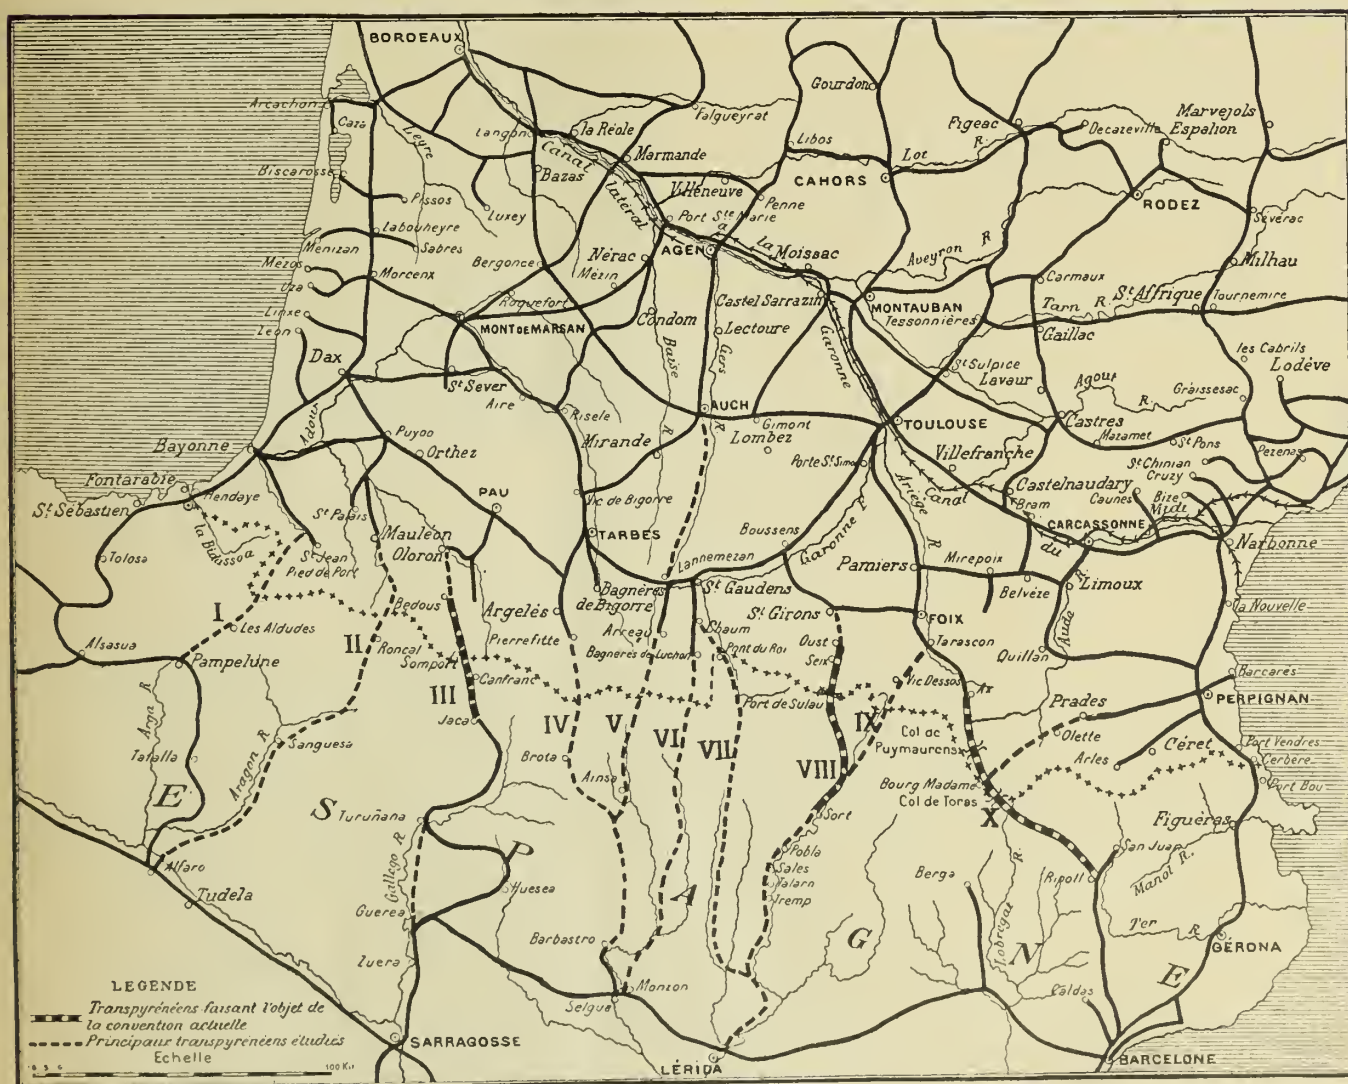 BORDEAUX
Gourdon
Arcachon
Caza
Leyre
Langon
la Réole
Falgueyrat
Figeac
Decazeville
Marvejols
Espalion
Libos
Lot R.
Canal latéral à la Garonne
Marmande
Biscarosse
Bazas
Villeneuve
CAHORS
RODEZ
Pissos
Luxey
Port Ste Marie
Penne
Sévérac
Labouheyre
Menizan
Sabres
Nérac
AGEN
Moissac
Aveyron R
Milhau
Mézos
Morcenx
Bergonce
Mézin
Carmaux
Uza
Roquefort
Castel Sarrazin
MONTAUBAN
Tarn R.
St Affrique
Tournemire
Linxe
MONT DE MARSAN
Condom
Lectoure
Tessonnières
Gaillac
Léon
Baïse R
Gers R
les Cabrils
Dax
St Sever
St Sulpice
Lavaur
Agout R.
Lodève
Graissesac
Aire
Risele
AUCH
Gimont
TOULOUSE
Castres
Adour
Puyoo
Mirande
Lombez
Mazamet
St Pons
Pezenas
Bayonne
Orthez
Porte St Simon
Villefranche
St Chinian
Cruzy
Fontarabie
Hendaye
Vic de Bigorre
Ariège R
Canal du Midi
Castelnaudary
Caunes
Bize
St Sébastien
PAU
Bram
la Bidassoa
St Palais
Mauléon
TARBES
Boussens
Garonne F
CARCASSONNE
Narbonne
Tolosa
St Jean
Pied de Port
Oloron
Lannemezan
Pamiers
Mirepoix
Limoux
Bagnères
de Bigorre
St Gaudens
Belvèze
Bedous
Argelès
St Girons
FOIX
Aude R.
la Nouvelle
I
Les Aldudes
Pierrefitte
Arreau
Chaum
Oust
Tarascon
Alsasua
II
Roncal
Somport
Bagnères de Luchon
Pont du Roi
Seix
Quillan
Pampelune
Canfranc
Vic Dessos
Ax
Barcarès
III
Port de Sulau
Prades
PERPIGNAN
Arga R
Jaca
IV
V
VI
VII
IX
Col de
Puymaurens
Olette
Tafalla
Aragon R
Sanguesa
Brota
VIII
Arles
Céret
Port Vendres
Cerbère
Ainsa
Bourg Madame
Col de Toras
Port Bou
ESPAGNE
Turuñana
Sort
X
Figuéras
Pobla
San Juan
Alfaro
Gallego R
Sales
Berga
Ripoll
Manol R.
Tudela
Huesea
Talarn
Guerea
Tremp
Lobregat R.
Ter R
GÉRONA
Barbastro
Zuera
Monzon
Caldas
Selgua
SARRAGOSSE
LÉRIDA
BARCELONE
LEGENDE
Transpyrénéens faisant l'objet de
la convention actuelle
Principaux transpyrénéens étudiés
Echelle
100 K